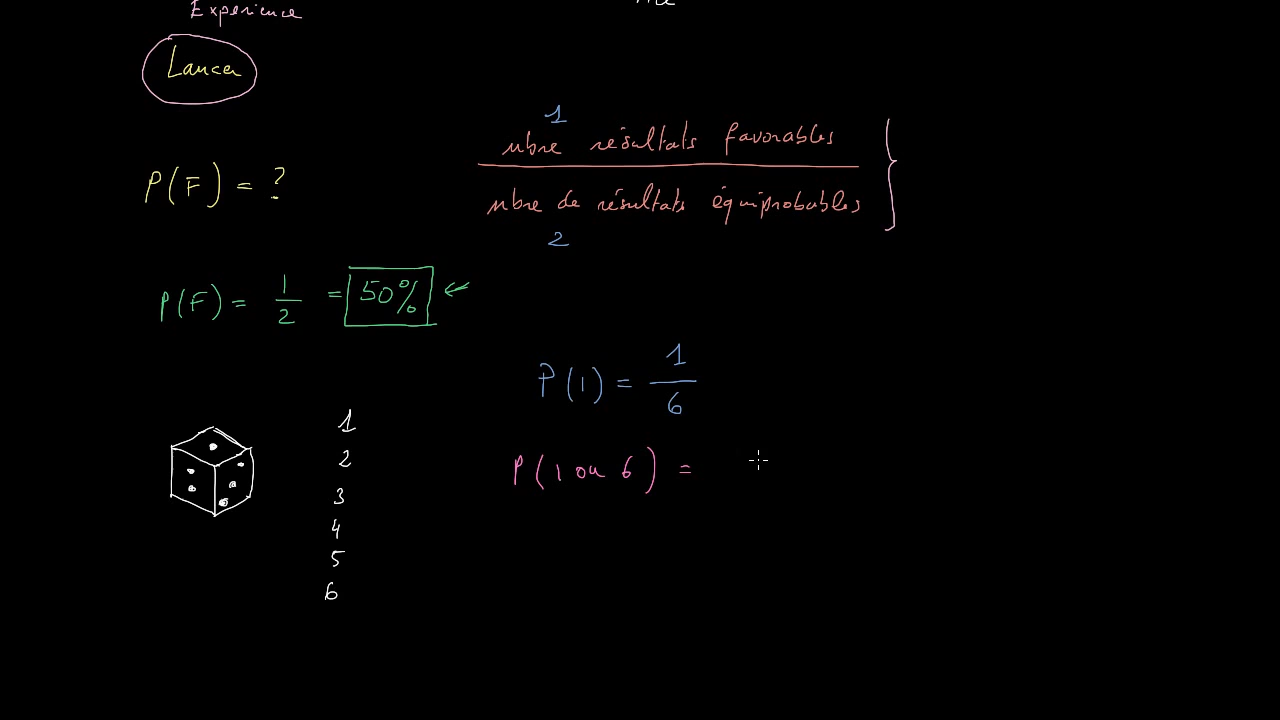 Experience
Lancer
1
nbre résultats favorables
P(F) = ?
nbre de résultats équiprobables
2
P(F) = 1/2 = 50%
P(1) = 1/6
1
2
P(1 ou 6) =
3
4
5
6